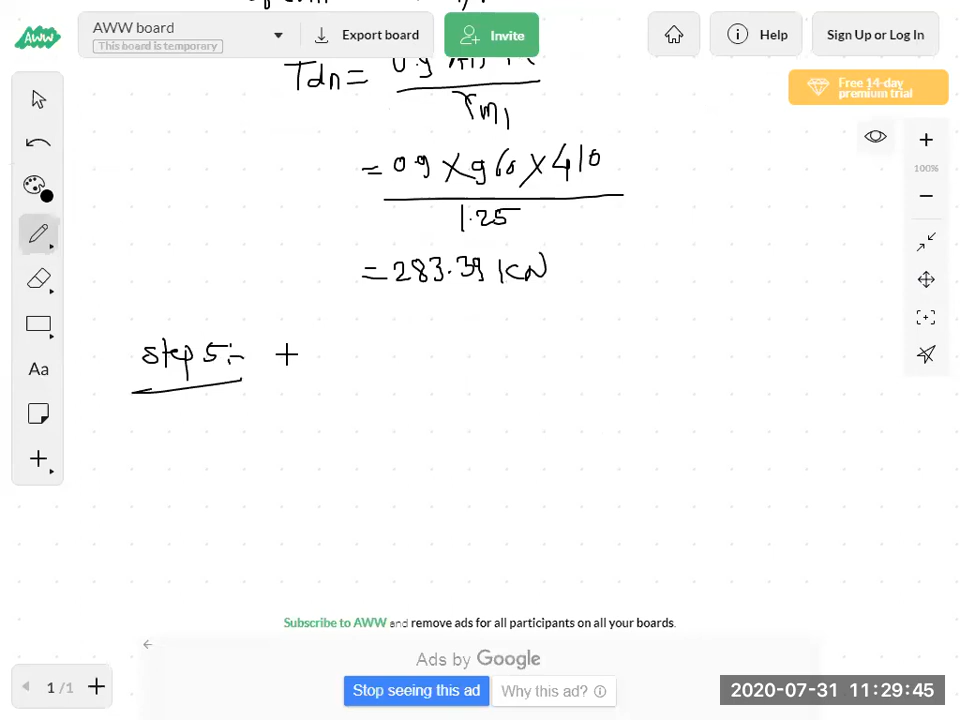 AWW board
This board is temporary
Export board
Invite
Help
Sign Up or Log In
AWW
Free 14-day
premium trial
Tdn =
γm1
= 0.9 × 960 × 410
1.25
= 283.39 KN
100%
step 5:- +
Aa
Subscribe to AWW and remove ads for all participants on all your boards.
Ads by Google
Stop seeing this ad
Why this ad?
1 /1
2020-07-31 11:29:45